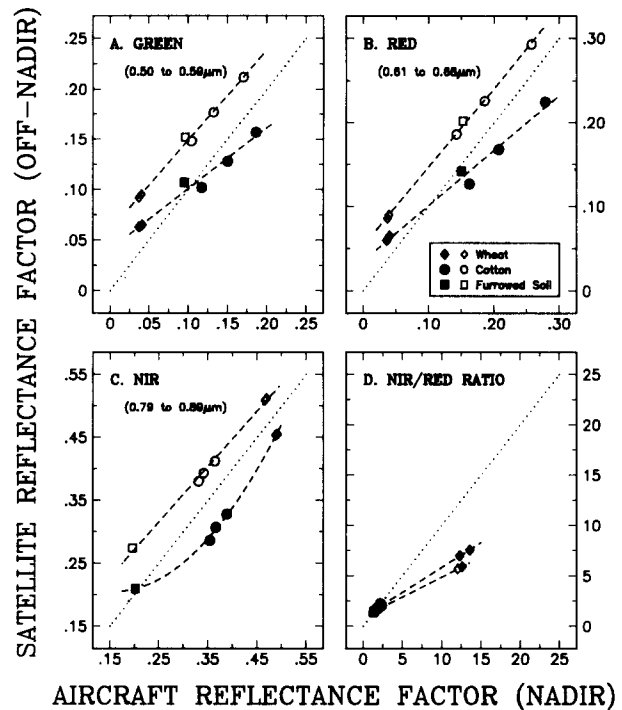 SATELLITE REFLECTANCE FACTOR (OFF-NADIR)
A. GREEN
(0.50 to 0.59μm)
.25
.20
.15
.10
.05
0
0 .05 .10 .15 .20 .25
B. RED
(0.61 to 0.68μm)
.30
.20
.10
0
Wheat
Cotton
Furrowed Soil
0 .10 .20 .30
C. NIR
(0.79 to 0.89μm)
.55
.45
.35
.25
.15
.15 .25 .35 .45 .55
D. NIR/RED RATIO
25
20
15
10
5
0
0 5 10 15 20 25
AIRCRAFT REFLECTANCE FACTOR (NADIR)